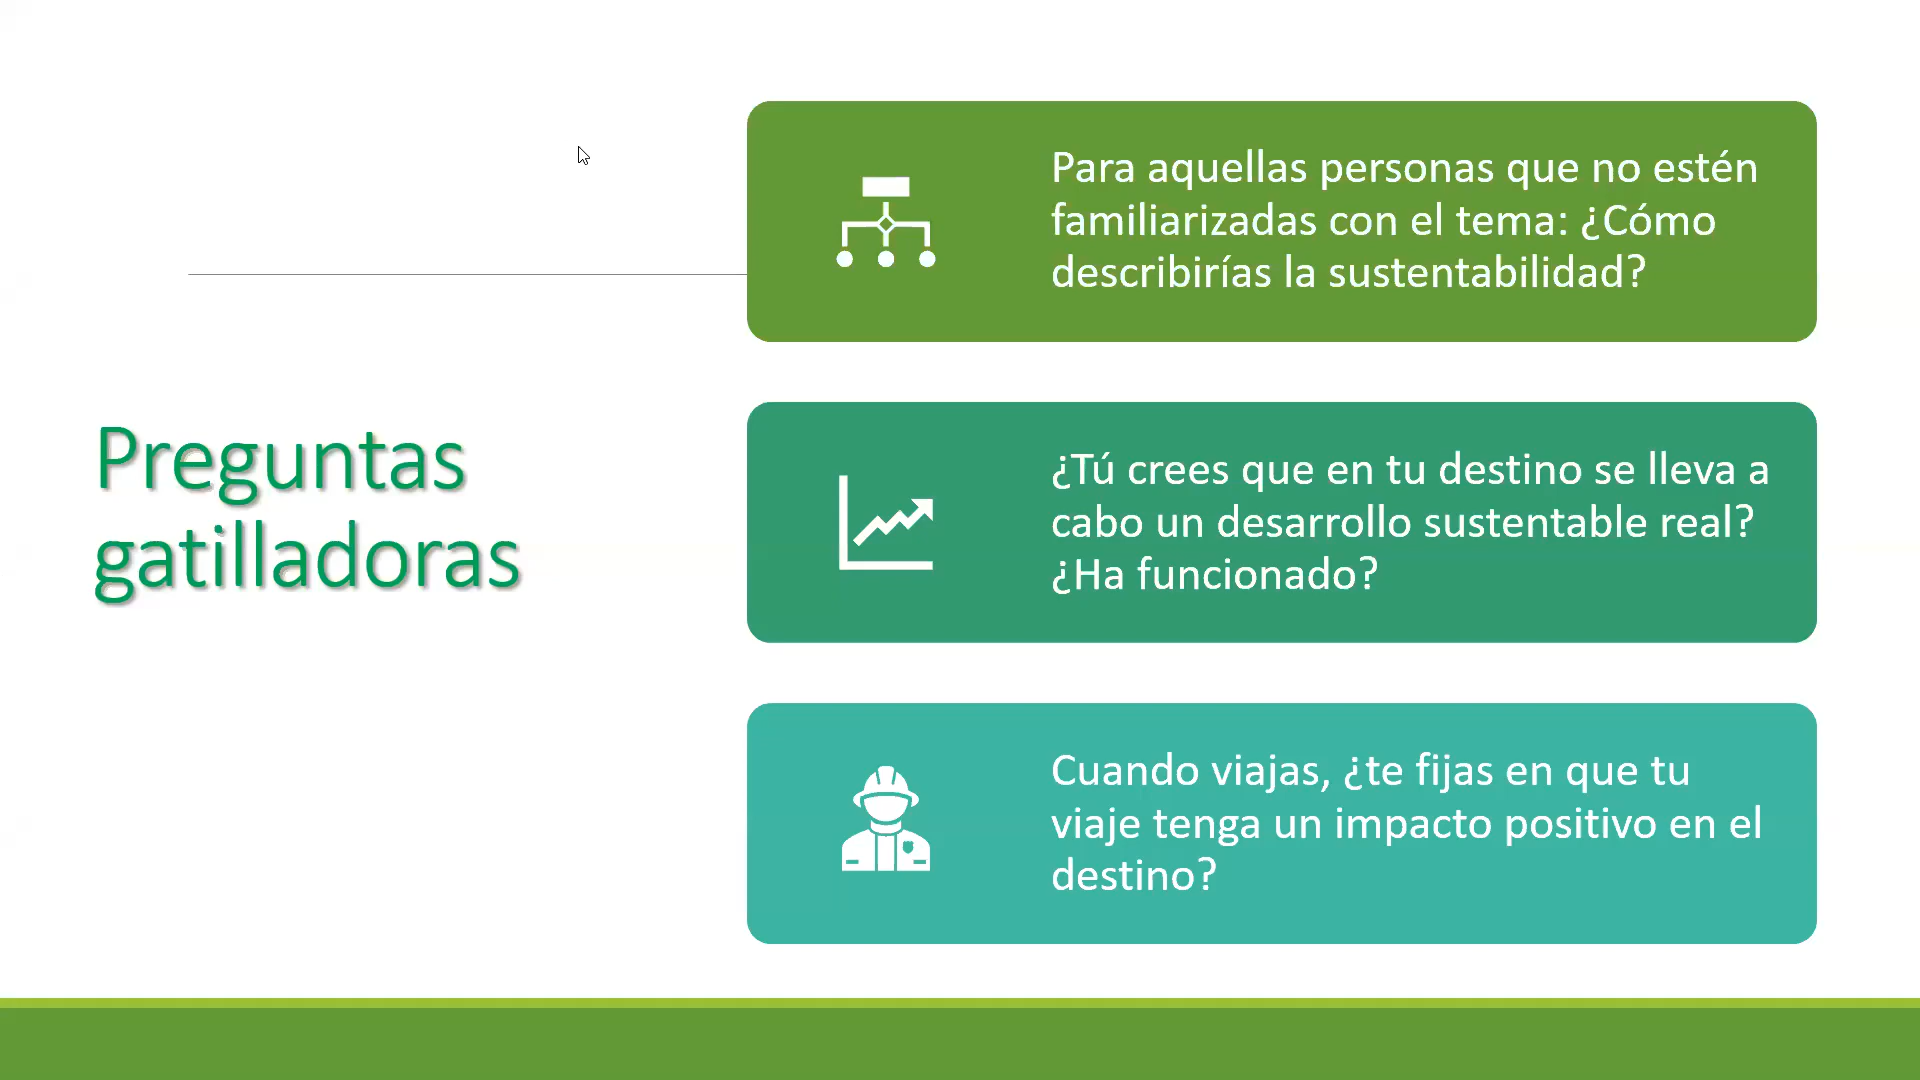 Preguntas
gatilladoras
Para aquellas personas que no estén
familiarizadas con el tema: ¿Cómo
describirías la sustentabilidad?
¿Tú crees que en tu destino se lleva a
cabo un desarrollo sustentable real?
¿Ha funcionado?
Cuando viajas, ¿te fijas en que tu
viaje tenga un impacto positivo en el
destino?